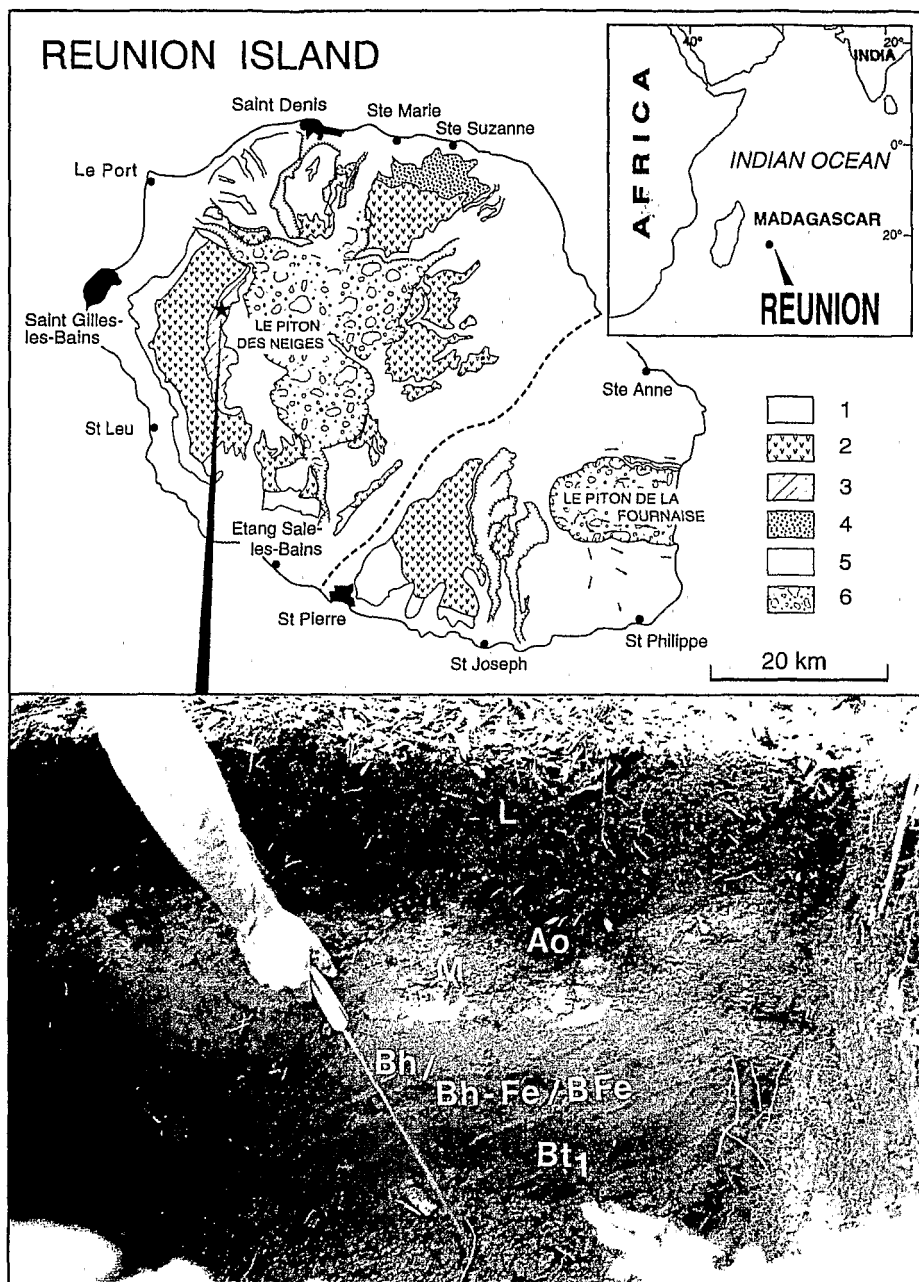 REUNION ISLAND
Saint Denis
Ste Marie
Ste Suzanne
Le Port
Saint Gilles-
les-Bains
LE PITON
DES NEIGES
St Leu
Etang Sale-
les-Bains
St Pierre
St Joseph
St Philippe
Ste Anne
LE PITON DE LA
FOURNAISE
40°
20°
INDIA
AFRICA
0°
INDIAN OCEAN
MADAGASCAR
20°
REUNION
1
2
3
4
5
6
20 km
L
Ao
M
Bh /
Bh-Fe / BFe
Bt1